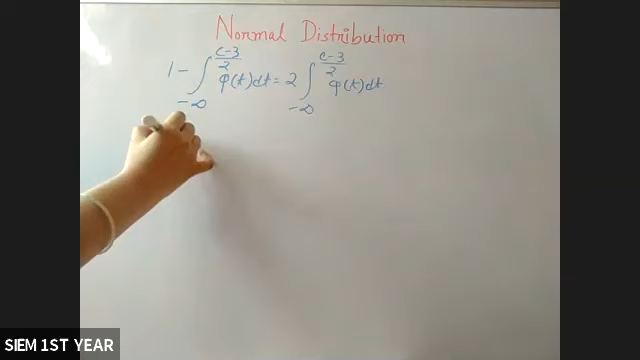 Normal Distribution
1 - ∫_{-∞}^{(c-3)/2} φ(t)dt = 2 ∫_{-∞}^{(c-3)/2} φ(t)dt
SIEM 1ST YEAR